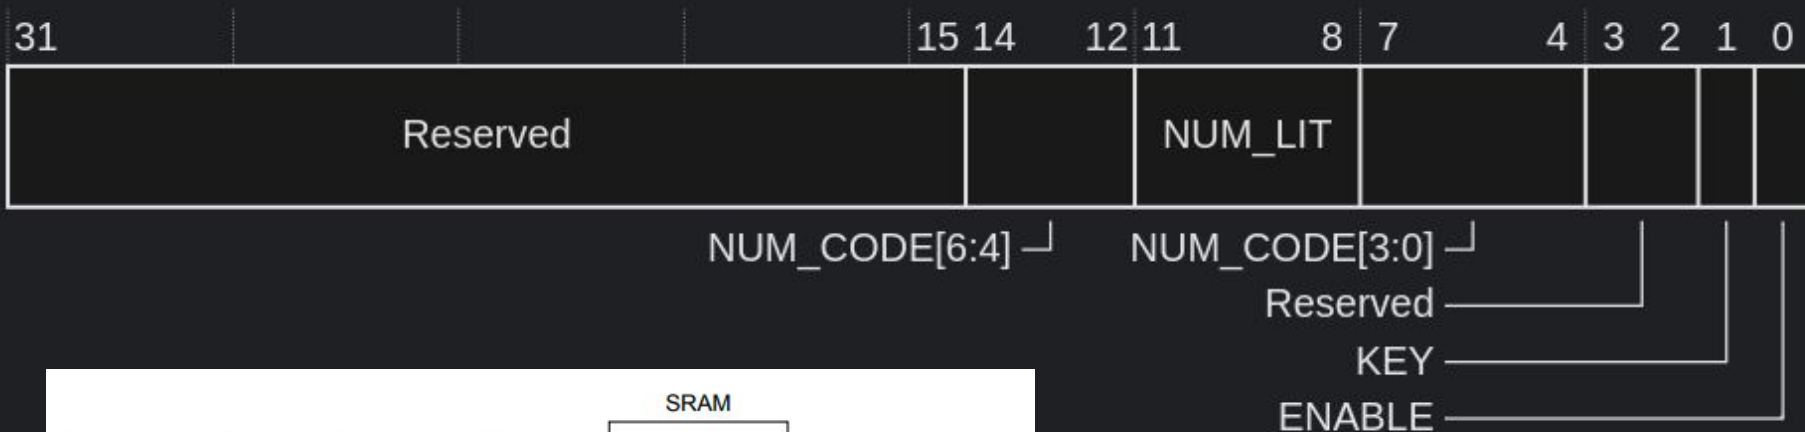 31 15 14 12 11 8 7 4 3 2 1 0
Reserved NUM_LIT
NUM_CODE[6:4] NUM_CODE[3:0]
Reserved
KEY
SRAM
ENABLE